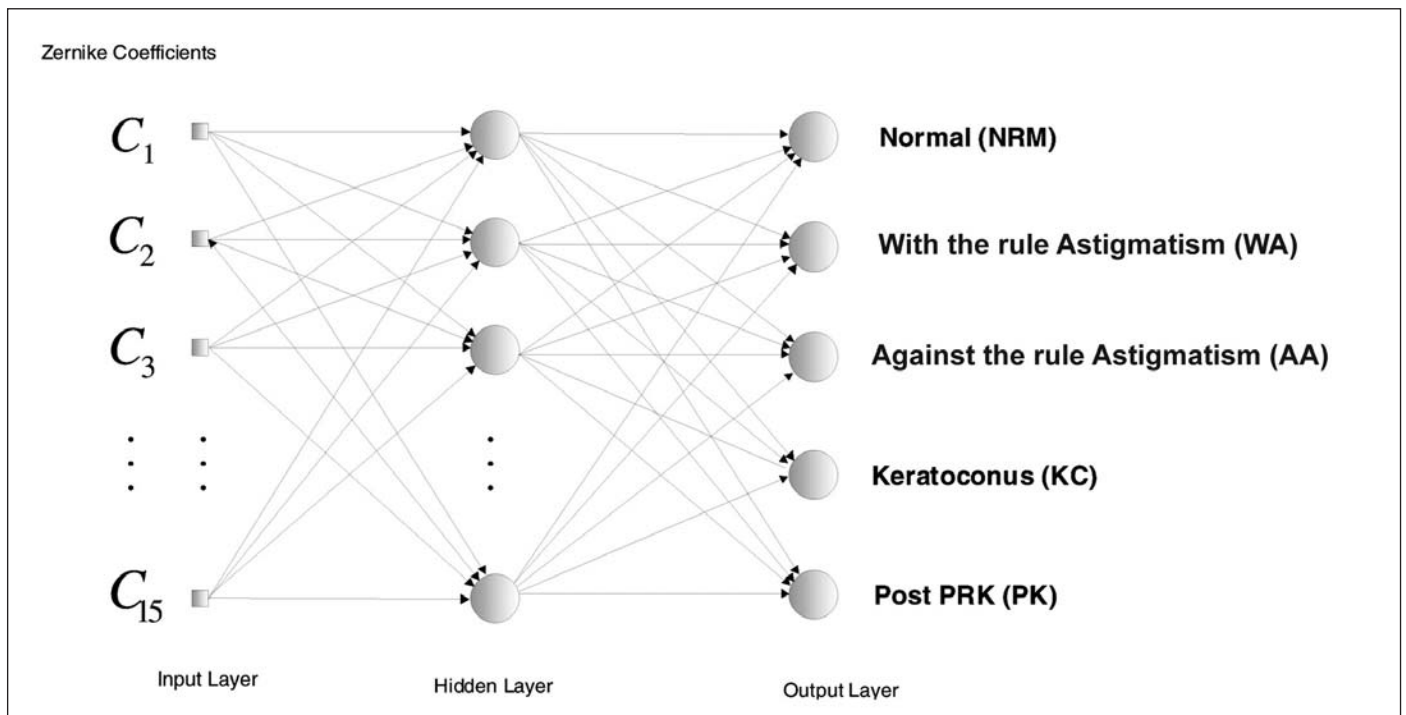 Zernike Coefficients
C1
Normal (NRM)
C2
With the rule Astigmatism (WA)
C3
Against the rule Astigmatism (AA)
Keratoconus (KC)
C15
Post PRK (PK)
Input Layer
Hidden Layer
Output Layer